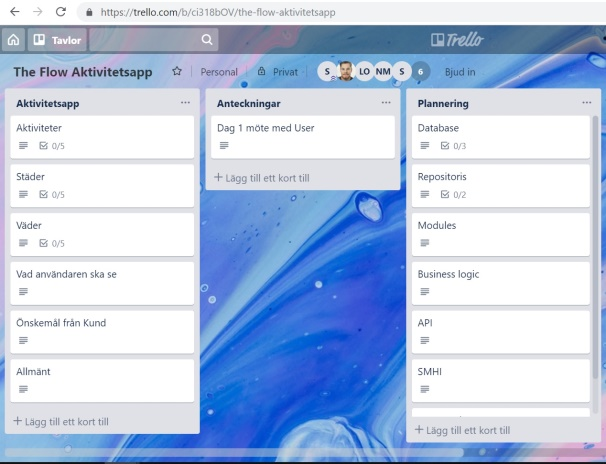 https://trello.com/b/ci318bOV/the-flow-aktivitetsapp
Tavlor
Trello
The Flow Aktivitetsapp
Personal
Privat
S
LO
NM
S
6
Bjud in
Aktivitetsapp
Aktiviteter
0/5
Städer
0/5
Väder
0/5
Vad användaren ska se
Önskemål från Kund
Allmänt
+ Lägg till ett kort till
Anteckningar
Dag 1 möte med User
+ Lägg till ett kort till
Plannering
Database
0/3
Repositoris
0/2
Modules
Business logic
API
SMHI
+ Lägg till ett kort till